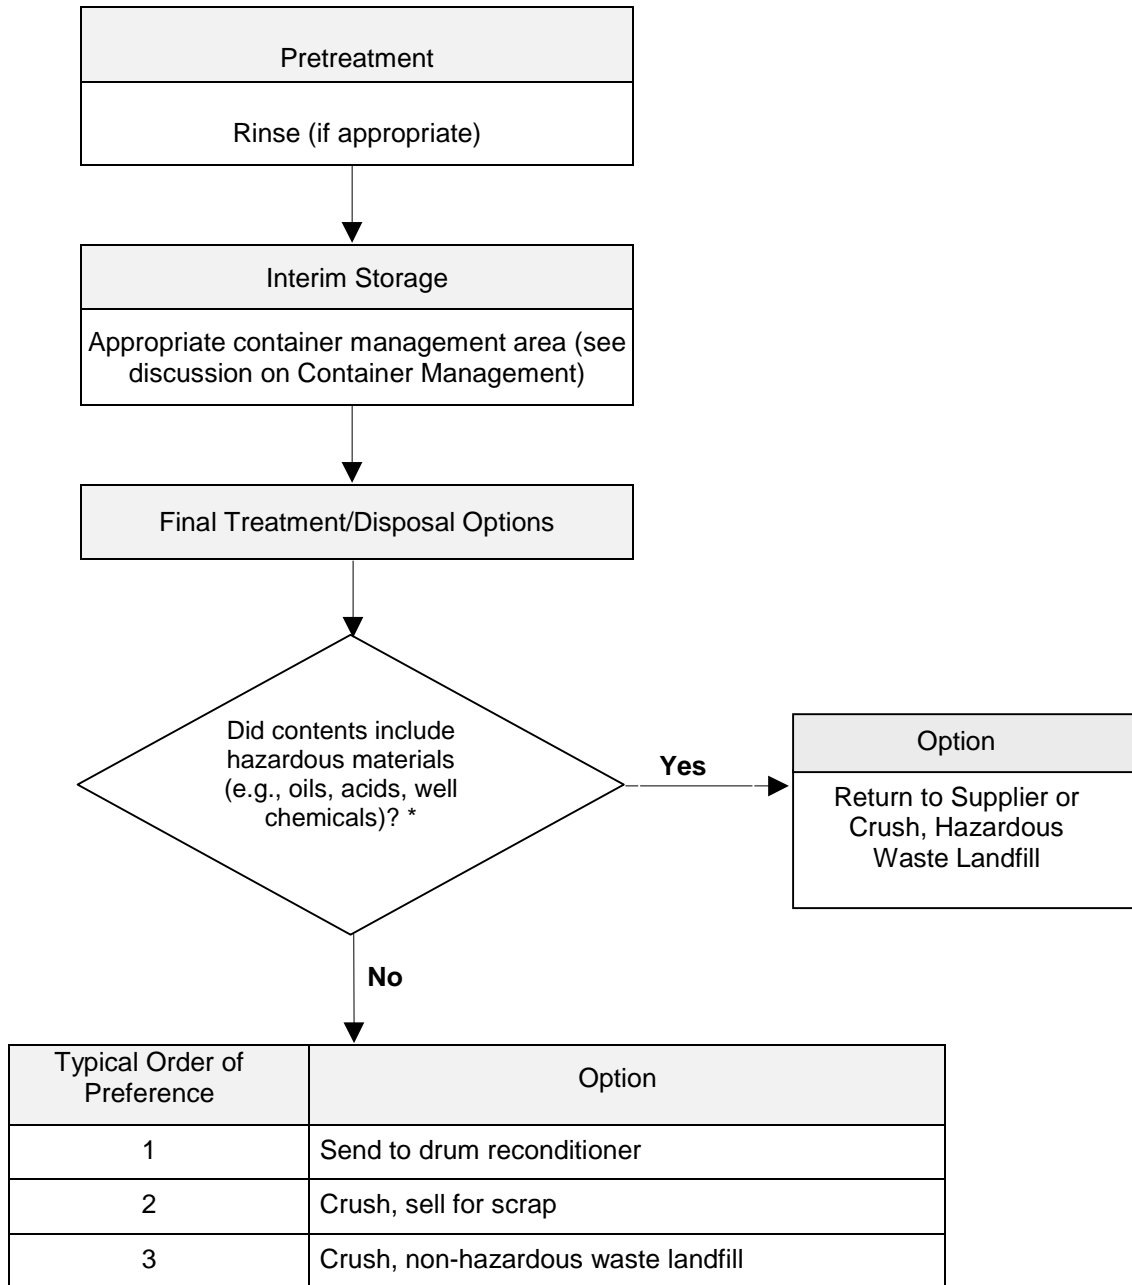 Pretreatment
Rinse (if appropriate)
Interim Storage
Appropriate container management area (see
discussion on Container Management)
Final Treatment/Disposal Options
Did contents include
hazardous materials
(e.g., oils, acids, well
chemicals)? *
Yes
Option
Return to Supplier or
Crush, Hazardous
Waste Landfill
No
Typical Order of
Preference
Option
1
Send to drum reconditioner
2
Crush, sell for scrap
3
Crush, non-hazardous waste landfill